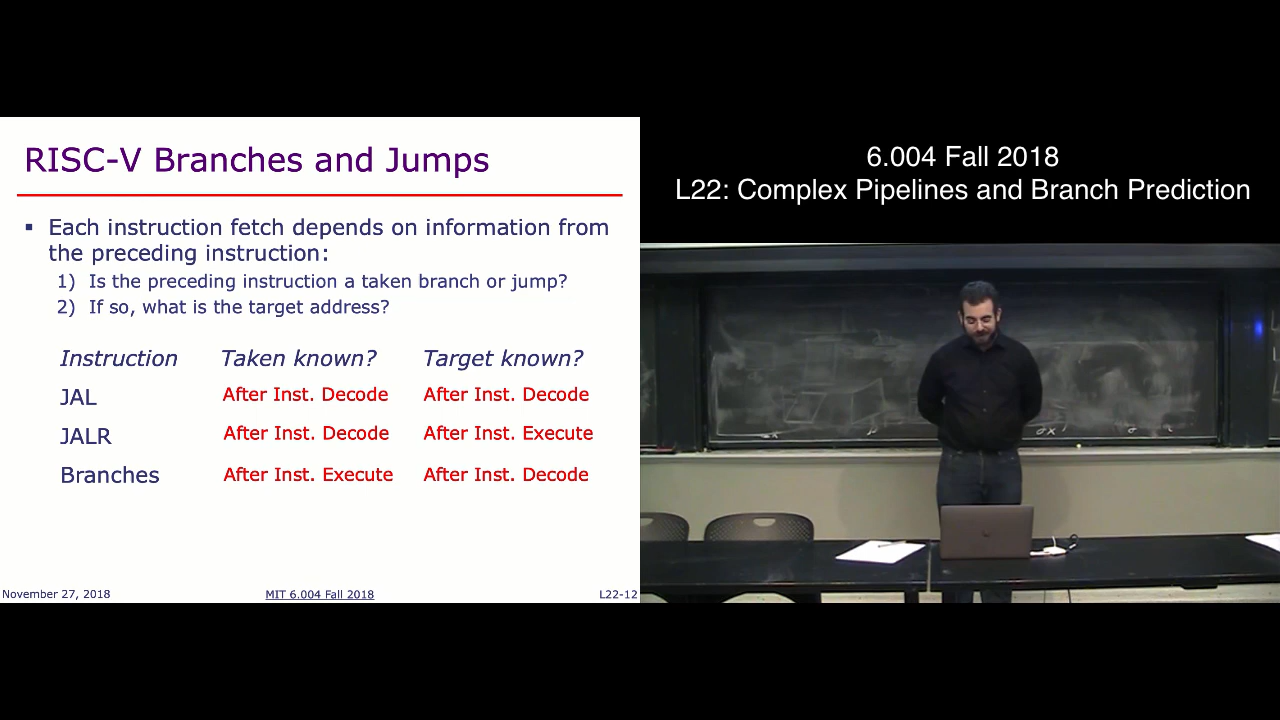 RISC-V Branches and Jumps
▪ Each instruction fetch depends on information from
the preceding instruction:
1) Is the preceding instruction a taken branch or jump?
2) If so, what is the target address?
Instruction Taken known? Target known?
JAL After Inst. Decode After Inst. Decode
JALR After Inst. Decode After Inst. Execute
Branches After Inst. Execute After Inst. Decode
November 27, 2018 MIT 6.004 Fall 2018 L22-12
6.004 Fall 2018
L22: Complex Pipelines and Branch Prediction